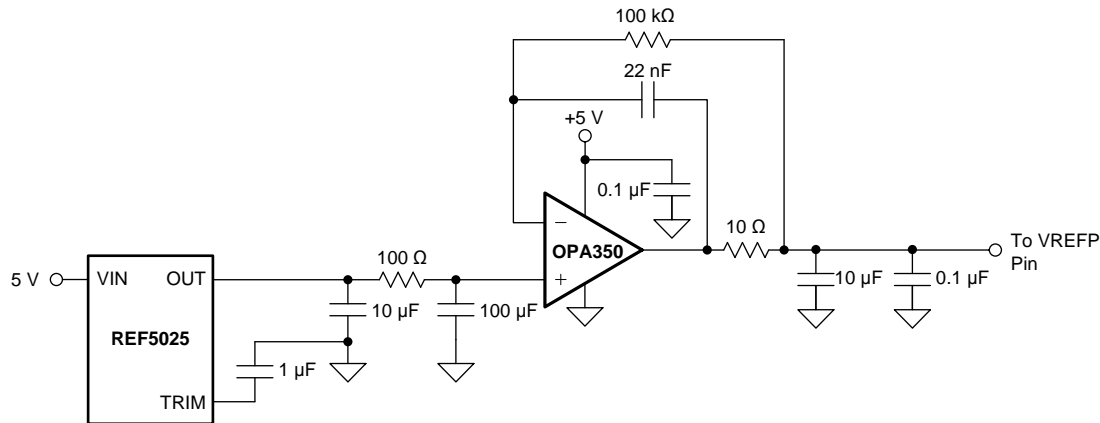 100 kΩ
22 nF
+5 V
0.1 µF
−
OPA350
+
10 Ω
To VREFP
Pin
100 Ω
5 V
VIN
OUT
10 µF
100 µF
10 µF
0.1 µF
REF5025
1 µF
TRIM